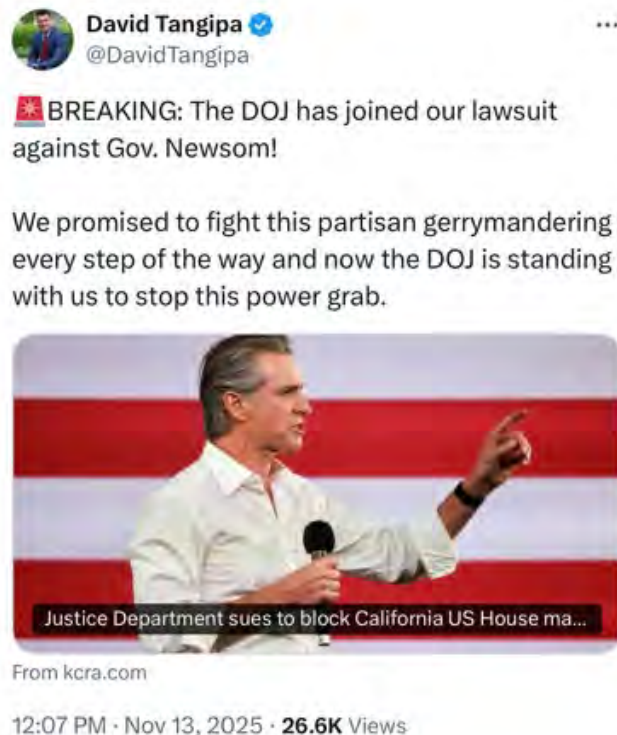 David Tangipa
@DavidTangipa
🚨BREAKING: The DOJ has joined our lawsuit
against Gov. Newsom!
We promised to fight this partisan gerrymandering
every step of the way and now the DOJ is standing
with us to stop this power grab.
Justice Department sues to block California US House ma...
From kcra.com
12:07 PM · Nov 13, 2025 · 26.6K Views